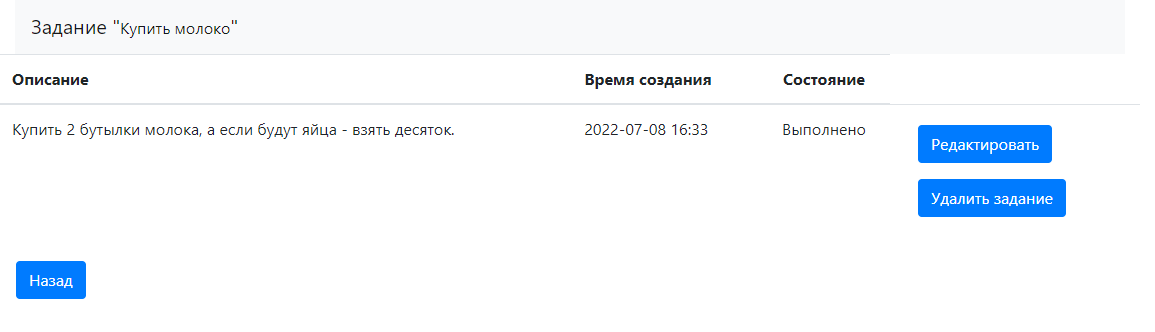 Задание "Купить молоко"
Описание Время создания Состояние
Купить 2 бутылки молока, а если будут яйца - взять десяток. 2022-07-08 16:33 Выполнено
Редактировать
Удалить задание
Назад